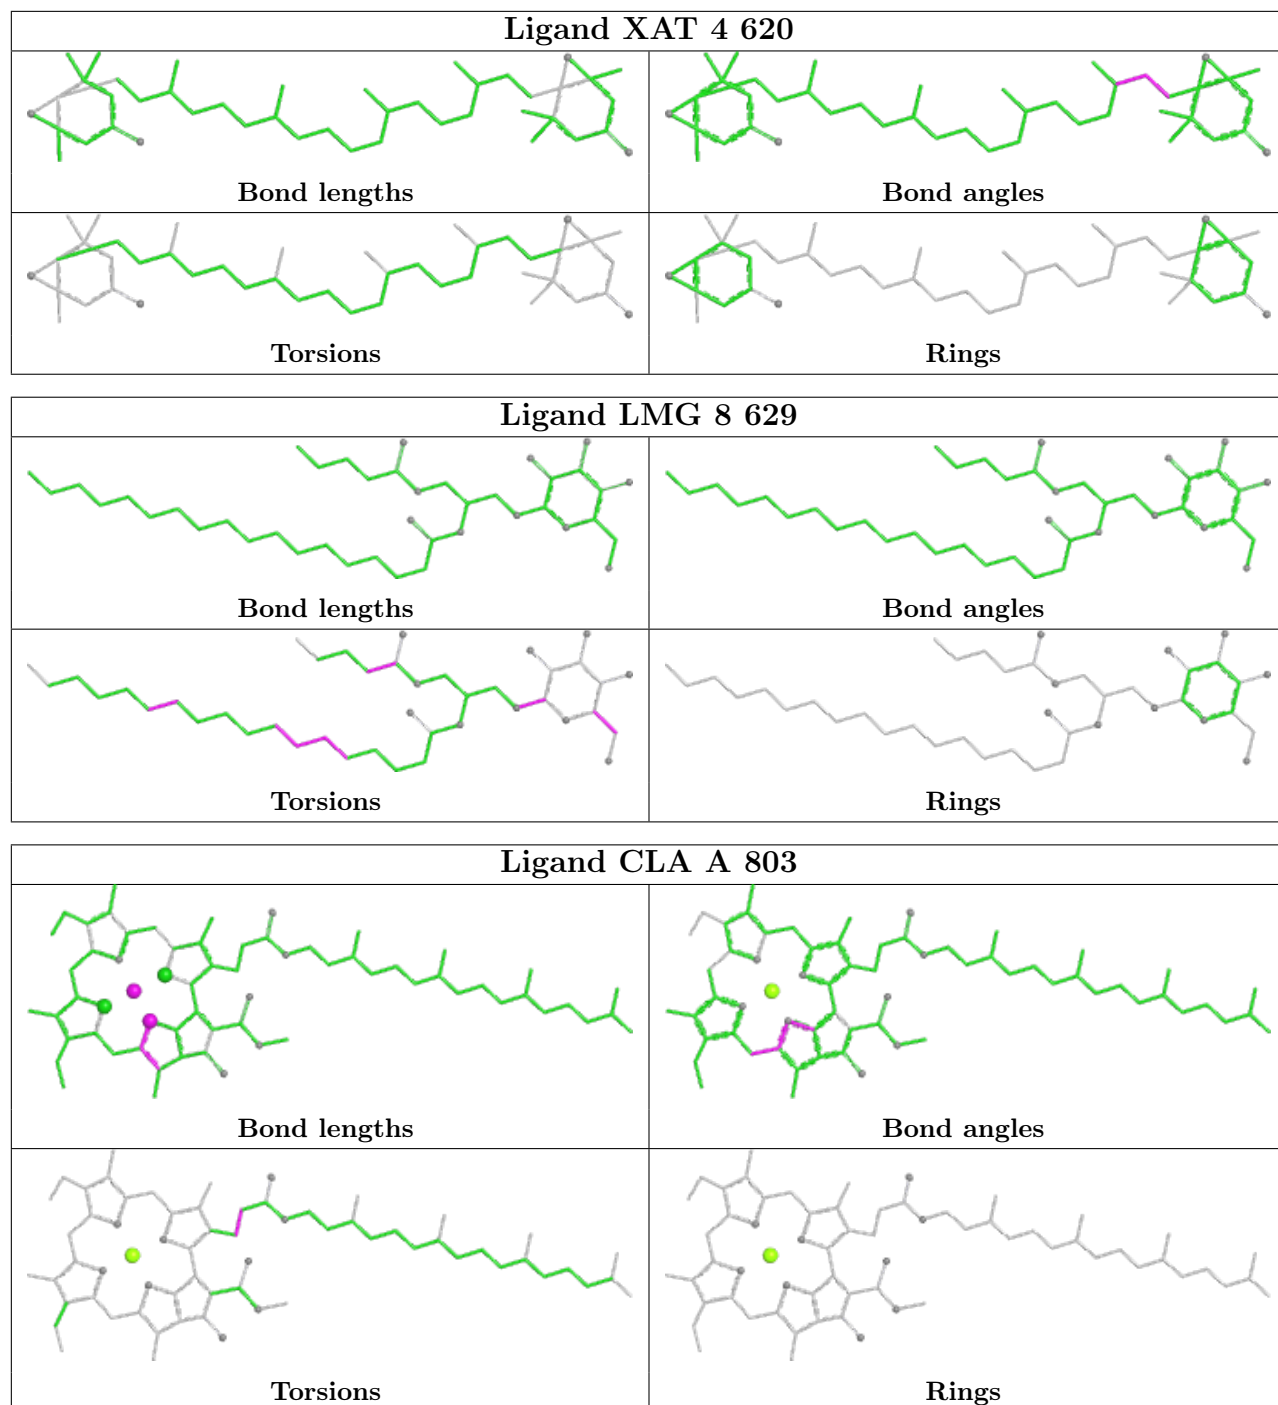 Ligand XAT 4 620
Bond lengths
Bond angles
Torsions
Rings
Ligand LMG 8 629
Bond lengths
Bond angles
Torsions
Rings
Ligand CLA A 803
Bond lengths
Bond angles
Torsions
Rings